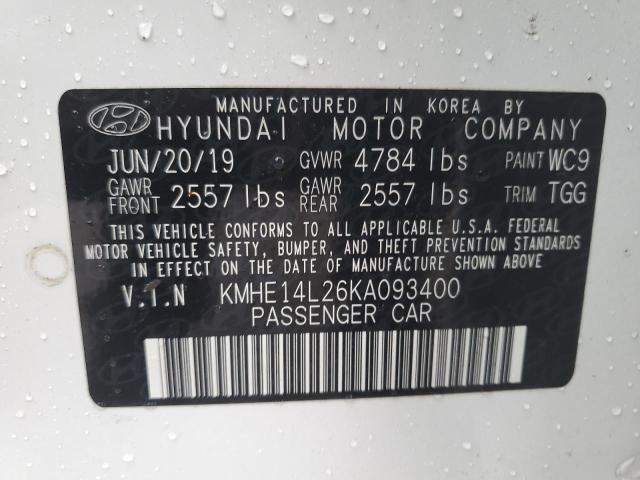 MANUFACTURED IN KOREA BY
HYUNDAI MOTOR COMPANY
JUN/20/19 GVWR 4784 lbs PAINT WC9
GAWR FRONT 2557 lbs GAWR REAR 2557 lbs TRIM TGG
THIS VEHICLE CONFORMS TO ALL APPLICABLE U.S.A. FEDERAL
MOTOR VEHICLE SAFETY, BUMPER, AND THEFT PREVENTION STANDARDS
IN EFFECT ON THE DATE OF MANUFACTURE SHOWN ABOVE
V.I.N KMHE14L26KA093400
PASSENGER CAR